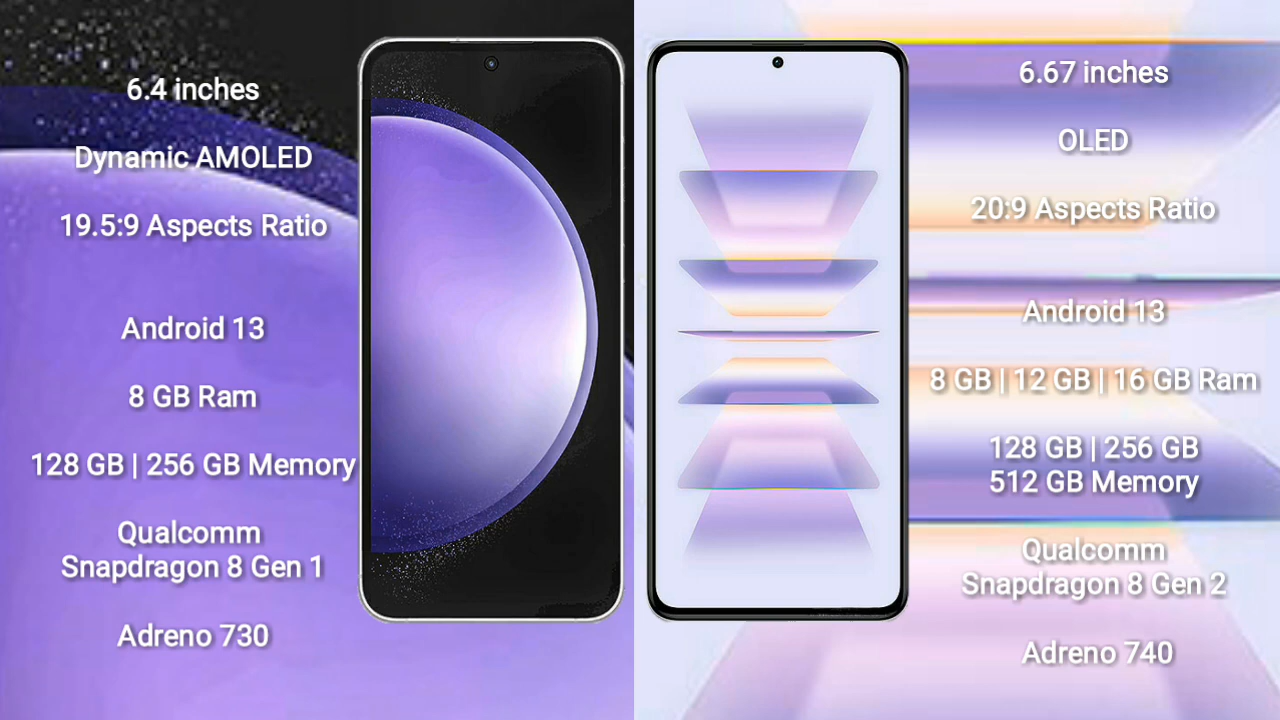 6.4 inches
Dynamic AMOLED
19.5:9 Aspects Ratio
Android 13
8 GB Ram
128 GB | 256 GB Memory
Qualcomm
Snapdragon 8 Gen 1
Adreno 730
6.67 inches
OLED
20:9 Aspects Ratio
Android 13
8 GB | 12 GB | 16 GB Ram
128 GB | 256 GB
512 GB Memory
Qualcomm
Snapdragon 8 Gen 2
Adreno 740